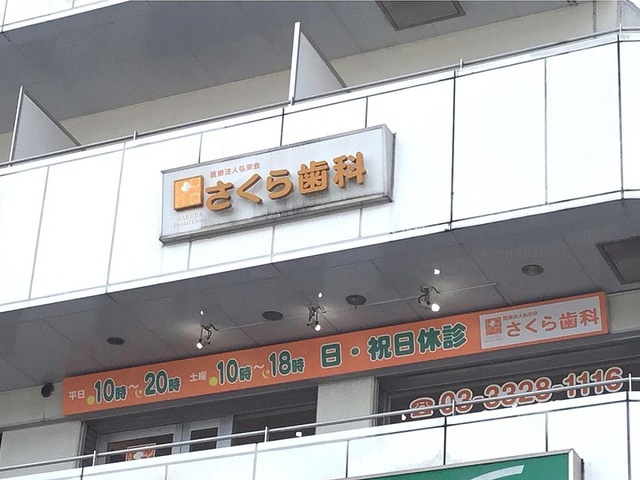 医療法人弘栄会
さくら歯科
SAKURA
Dental Clinic
平日 10時〜20時 土曜 10時〜18時 日・祝日休診
医療法人弘栄会
さくら歯科
☎03-3328-1116